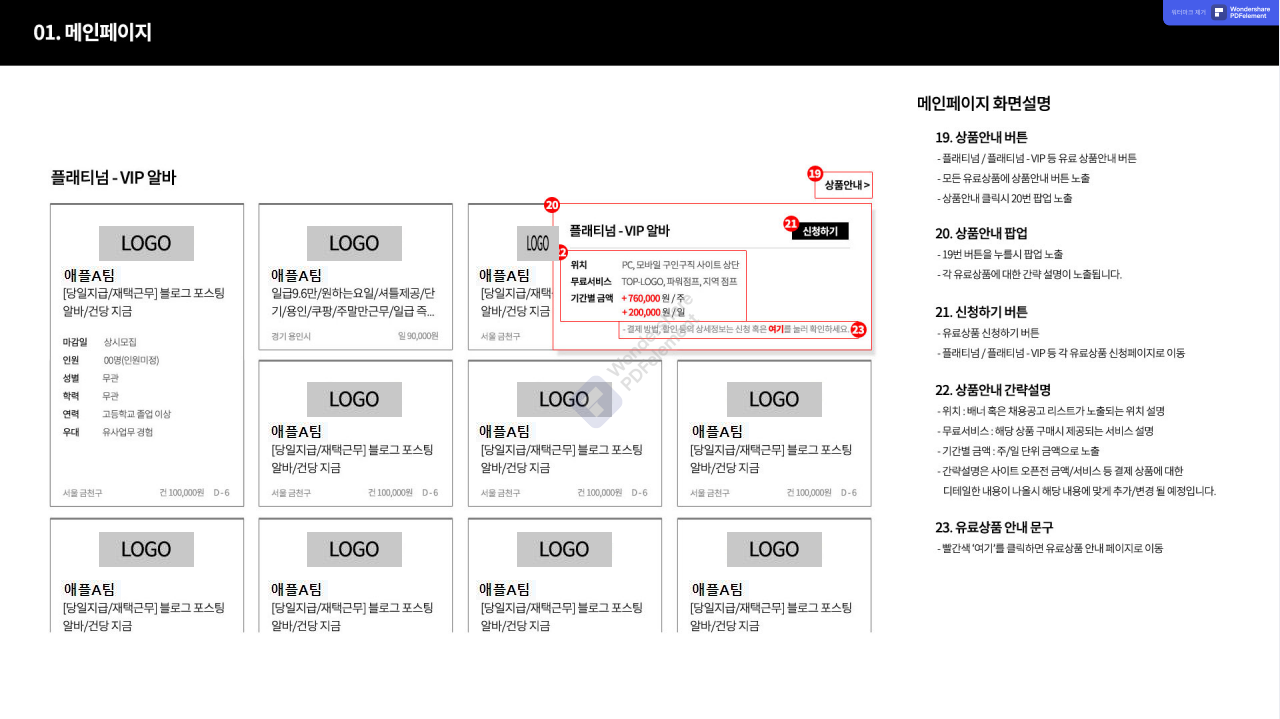 01. 메인페이지
워터마크 제거
Wondershare
PDFelement
플래티넘 - VIP 알바
19
상품안내 >
LOGO
애플A팀
[당일지급/재택근무] 블로그 포스팅
알바/건당 지급
마감일 상시모집
인원 00명(인원미정)
성별 무관
학력 무관
연력 고등학교 졸업 이상
우대 유사업무 경험
서울 금천구 건 100,000원 D - 6
LOGO
애플A팀
일급9.6만/원하는요일/셔틀제공/단
기/용인/쿠팡/주말만근무/일급 즉...
경기 용인시 일 90,000원
LOGO
애플A팀
[당일지급/재택
알바/건당 지급
서울 금천구
20
플래티넘 - VIP 알바
21
신청하기
22
위치 PC, 모바일 구인구직 사이트 상단
무료서비스 TOP-LOGO, 파워점프, 지역 점프
기간별 금액 + 760,000 원 / 주
+ 200,000 원 / 일
- 결제 방법, 할인 등의 상세정보는 신청 혹은 여기를 눌러 확인하세요.
23
LOGO
애플A팀
[당일지급/재택근무] 블로그 포스팅
알바/건당 지급
서울 금천구 건 100,000원 D - 6
LOGO
애플A팀
[당일지급/재택근무] 블로그 포스팅
알바/건당 지급
서울 금천구 건 100,000원 D - 6
LOGO
애플A팀
[당일지급/재택근무] 블로그 포스팅
알바/건당 지급
서울 금천구 건 100,000원 D - 6
Wondershare
PDFelement
LOGO
애플A팀
[당일지급/재택근무] 블로그 포스팅
알바/건당 지급
LOGO
애플A팀
[당일지급/재택근무] 블로그 포스팅
알바/건당 지급
LOGO
애플A팀
[당일지급/재택근무] 블로그 포스팅
알바/건당 지급
LOGO
애플A팀
[당일지급/재택근무] 블로그 포스팅
알바/건당 지급
메인페이지 화면설명
19. 상품안내 버튼
- 플래티넘 / 플래티넘 - VIP 등 유료 상품안내 버튼
- 모든 유료상품에 상품안내 버튼 노출
- 상품안내 클릭시 20번 팝업 노출
20. 상품안내 팝업
- 19번 버튼을 누를시 팝업 노출
- 각 유료상품에 대한 간략 설명이 노출됩니다.
21. 신청하기 버튼
- 유료상품 신청하기 버튼
- 플래티넘 / 플래티넘 - VIP 등 각 유료상품 신청페이지로 이동
22. 상품안내 간략설명
- 위치 : 배너 혹은 채용공고 리스트가 노출되는 위치 설명
- 무료서비스 : 해당 상품 구매시 제공되는 서비스 설명
- 기간별 금액 : 주/일 단위 금액으로 노출
- 간략설명은 사이트 오픈전 금액/서비스 등 결제 상품에 대한
디테일한 내용이 나올시 해당 내용에 맞게 추가/변경 될 예정입니다.
23. 유료상품 안내 문구
- 빨간색 '여기'를 클릭하면 유료상품 안내 페이지로 이동